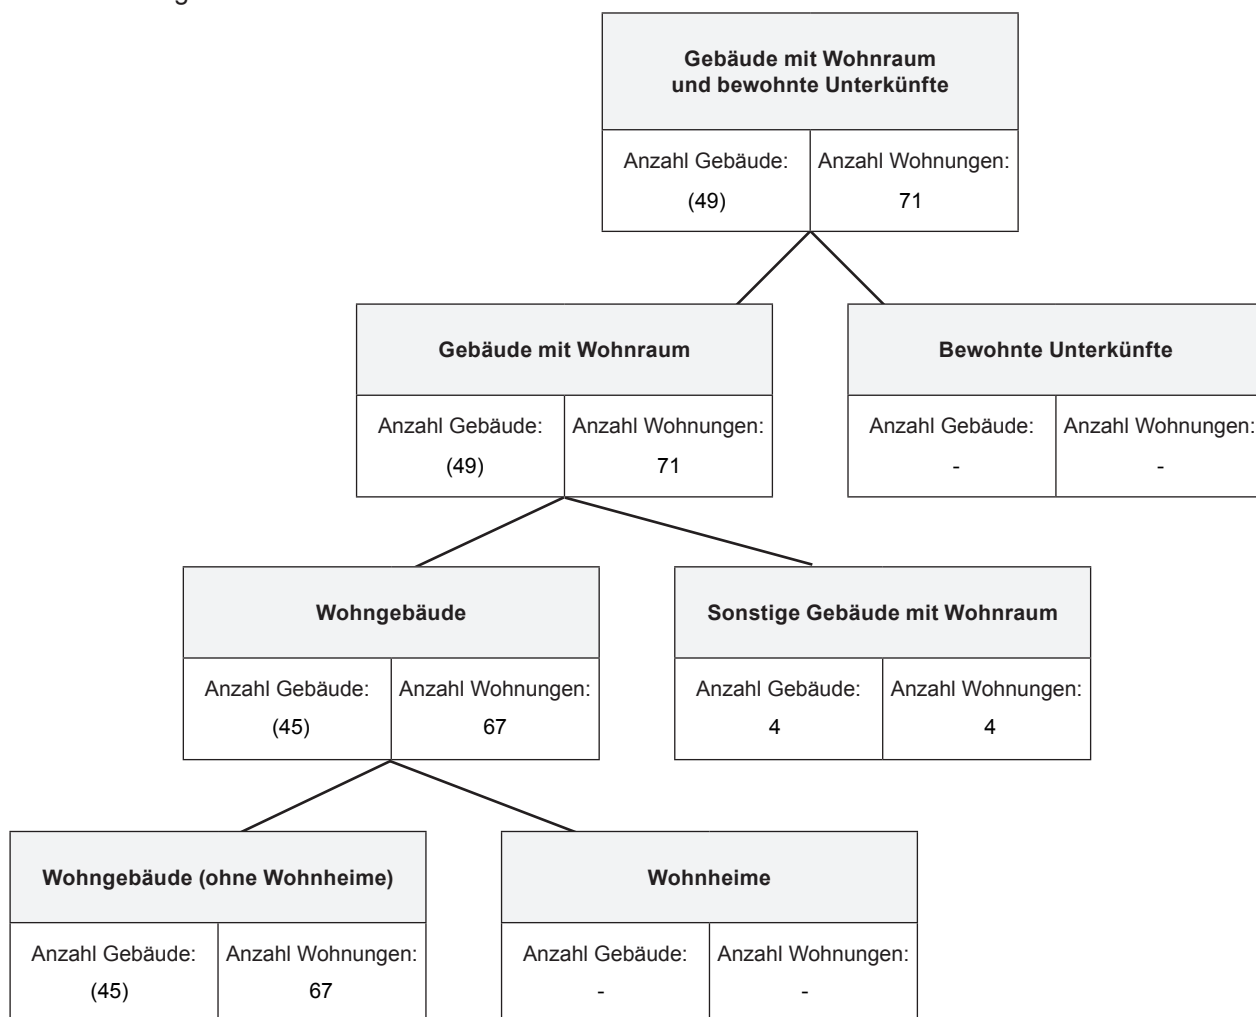 Gebäude mit Wohnraum
und bewohnte Unterkünfte
Anzahl Gebäude: Anzahl Wohnungen:
(49) 71
Gebäude mit Wohnraum
Anzahl Gebäude: Anzahl Wohnungen:
(49) 71
Bewohnte Unterkünfte
Anzahl Gebäude: Anzahl Wohnungen:
- -
Wohngebäude
Anzahl Gebäude: Anzahl Wohnungen:
(45) 67
Sonstige Gebäude mit Wohnraum
Anzahl Gebäude: Anzahl Wohnungen:
4 4
Wohngebäude (ohne Wohnheime)
Anzahl Gebäude: Anzahl Wohnungen:
(45) 67
Wohnheime
Anzahl Gebäude: Anzahl Wohnungen:
- -